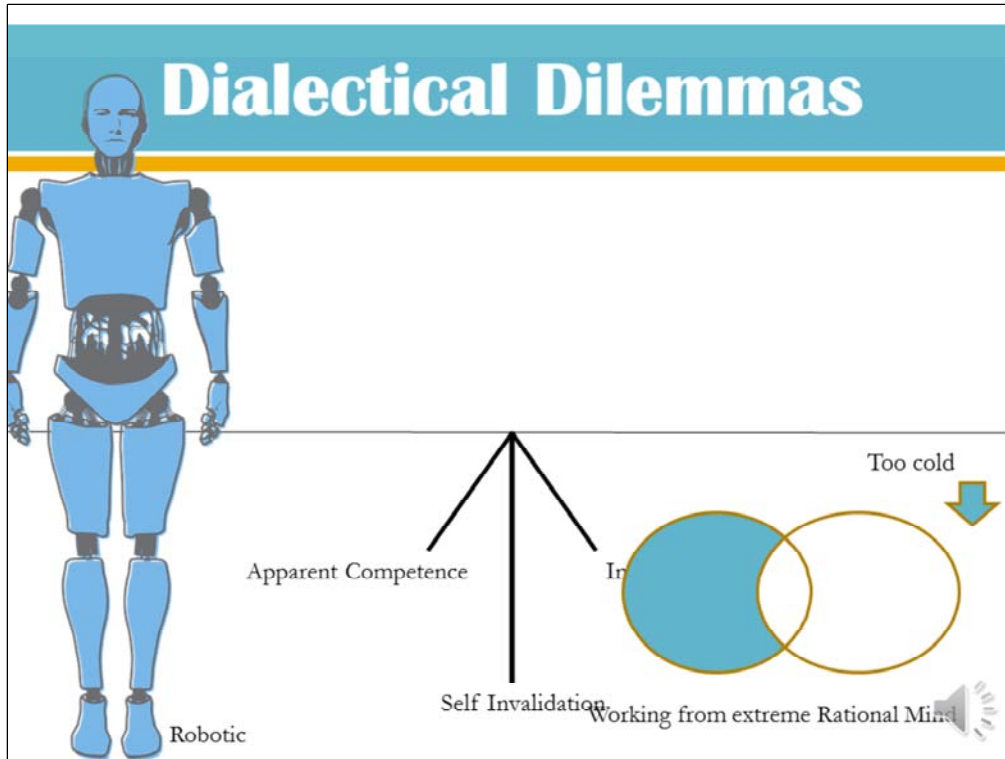 Dialectical Dilemmas
Too cold
Apparent Competence
Self Invalidation
Working from extreme Rational Mind
Robotic